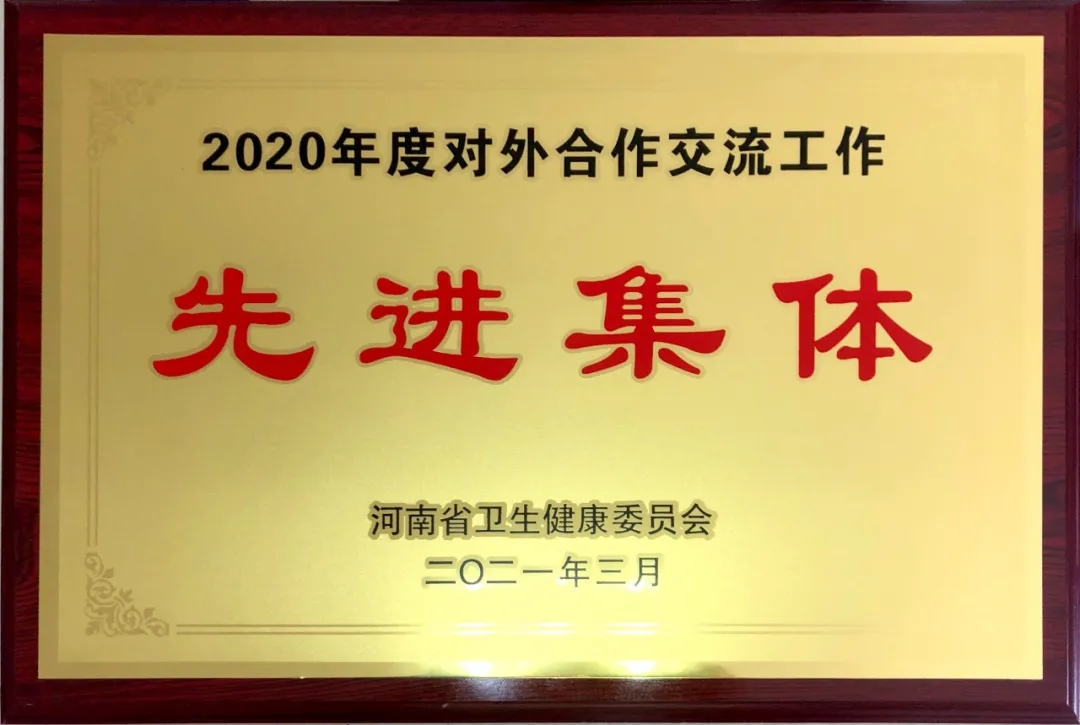 2020年度对外合作交流工作
先进集体
河南省卫生健康委员会
二〇二一年三月